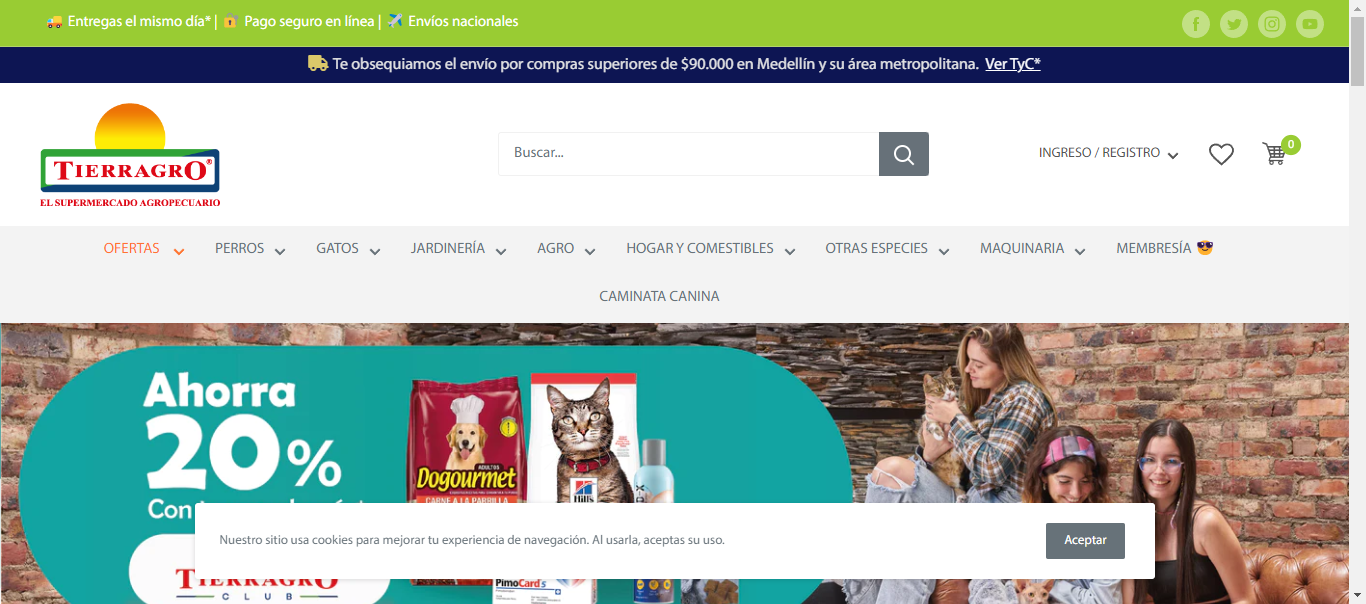 Entregas el mismo día* | Pago seguro en línea | Envíos nacionales
Te obsequiamos el envío por compras superiores de $90.000 en Medellín y su área metropolitana. Ver TyC*
TIERRAGRO®
EL SUPERMERCADO AGROPECUARIO
Buscar...
INGRESO / REGISTRO
0
OFERTAS PERROS GATOS JARDINERÍA AGRO HOGAR Y COMESTIBLES OTRAS ESPECIES MAQUINARIA MEMBRESÍA
CAMINATA CANINA
Ahorra
20%
Con
ADULTOS
Dogourmet
CARNE A LA PARRILLA
Hill's
Nuestro sitio usa cookies para mejorar tu experiencia de navegación. Al usarla, aceptas su uso.
Aceptar
TIERRAGRO
CLUB
PimoCard's